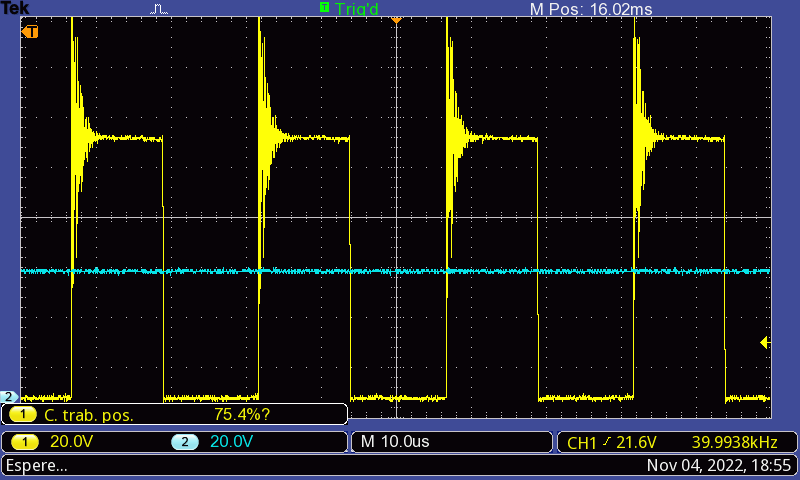 Tek T Trig'd M Pos: 16.02ms
T
2
1 C. trab. pos. 75.4%?
1 20.0V 2 20.0V M 10.0us CH1 21.6V 39.9938kHz
Espere... Nov 04, 2022, 18:55